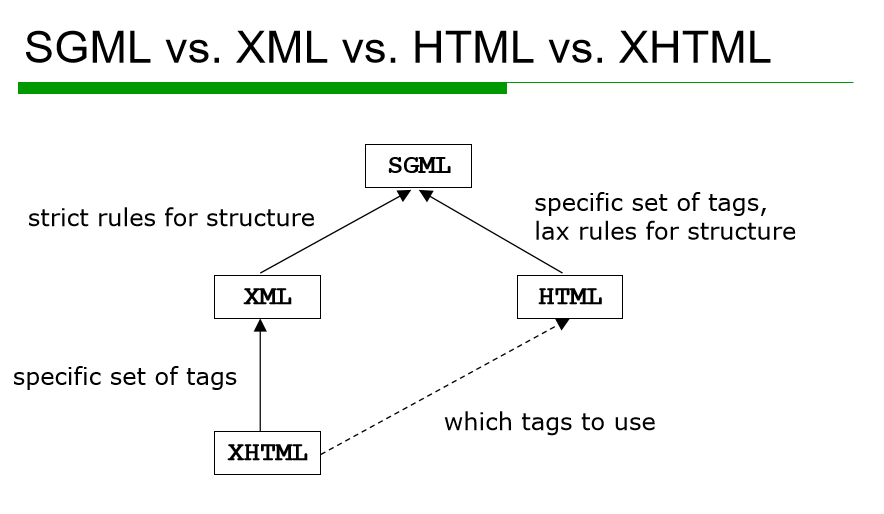 SGML vs. XML vs. HTML vs. XHTML
SGML
strict rules for structure
specific set of tags,
lax rules for structure
XML
HTML
specific set of tags
which tags to use
XHTML